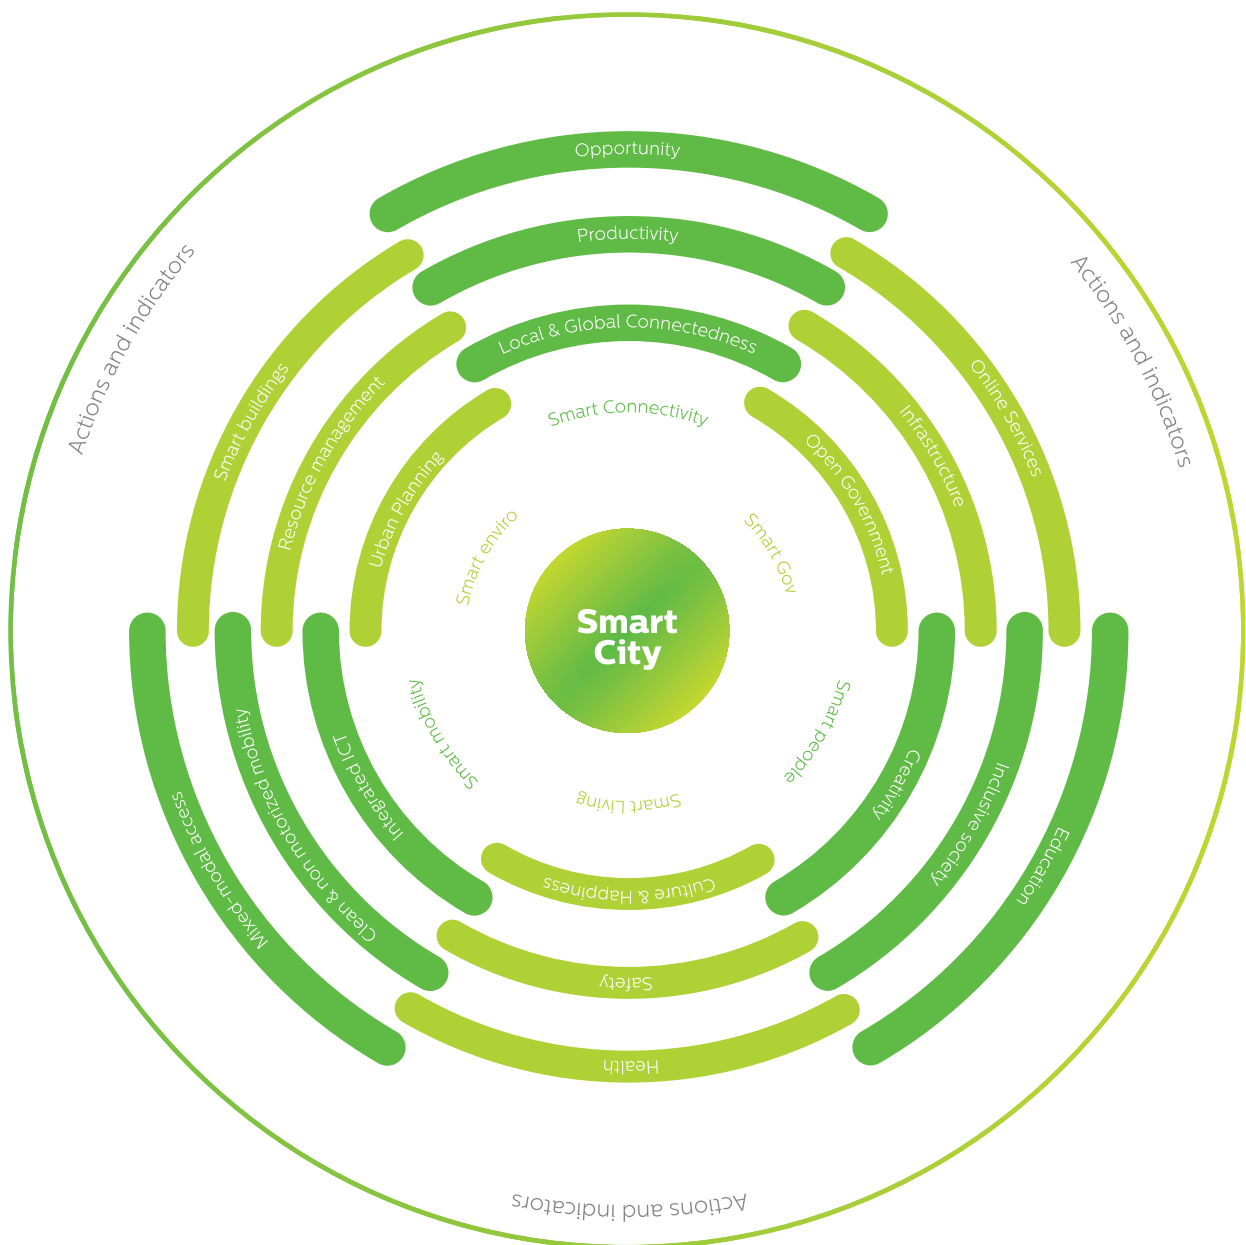 Opportunity
Productivity
Local & Global Connectedness
Smart Connectivity
Actions and indicators
Online Services
Infrastructure
Open Government
Smart Gov
Education
Inclusive society
Creativity
Smart people
Health
Safety
Culture & Happiness
Smart Living
Actions and indicators
Mixed-modal access
Clean & non motorized mobility
Integrated ICT
Smart mobility
Smart buildings
Resource management
Urban Planning
Smart enviro
Actions and indicators
Smart
City